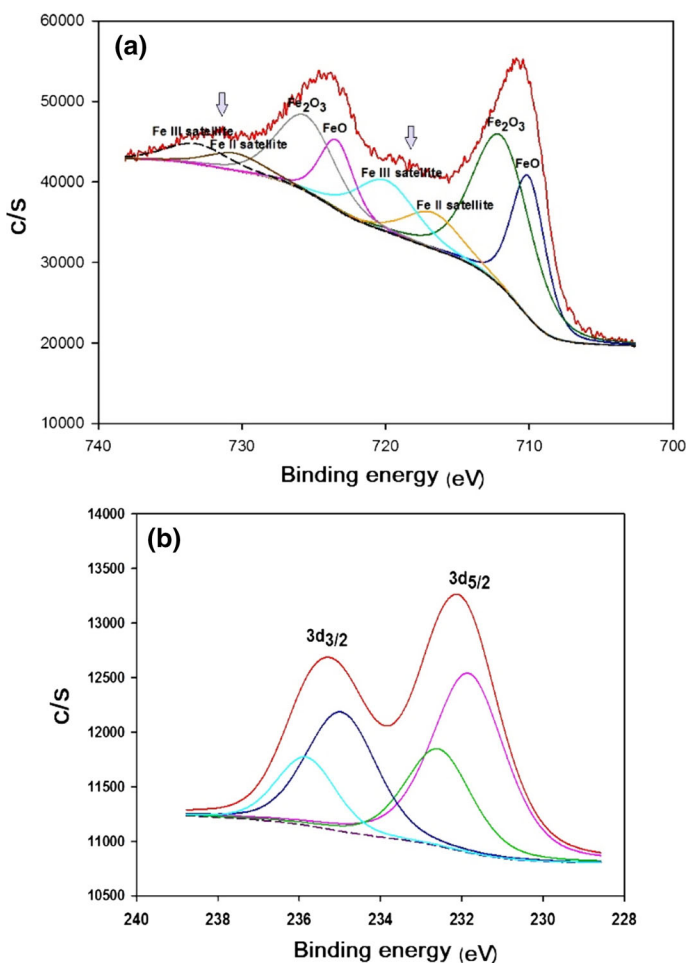 (a)
60000
50000
40000
30000
20000
10000
c/s
Fe III satellite
Fe II satellite
Fe₂O₃
FeO
Fe III satellite
Fe II satellite
Fe₂O₃
FeO
740 730 720 710 700
Binding energy (eV)
(b)
14000
13500
13000
12500
12000
11500
11000
10500
c/s
3d₃/₂
3d₅/₂
240 238 236 234 232 230 228
Binding energy (eV)